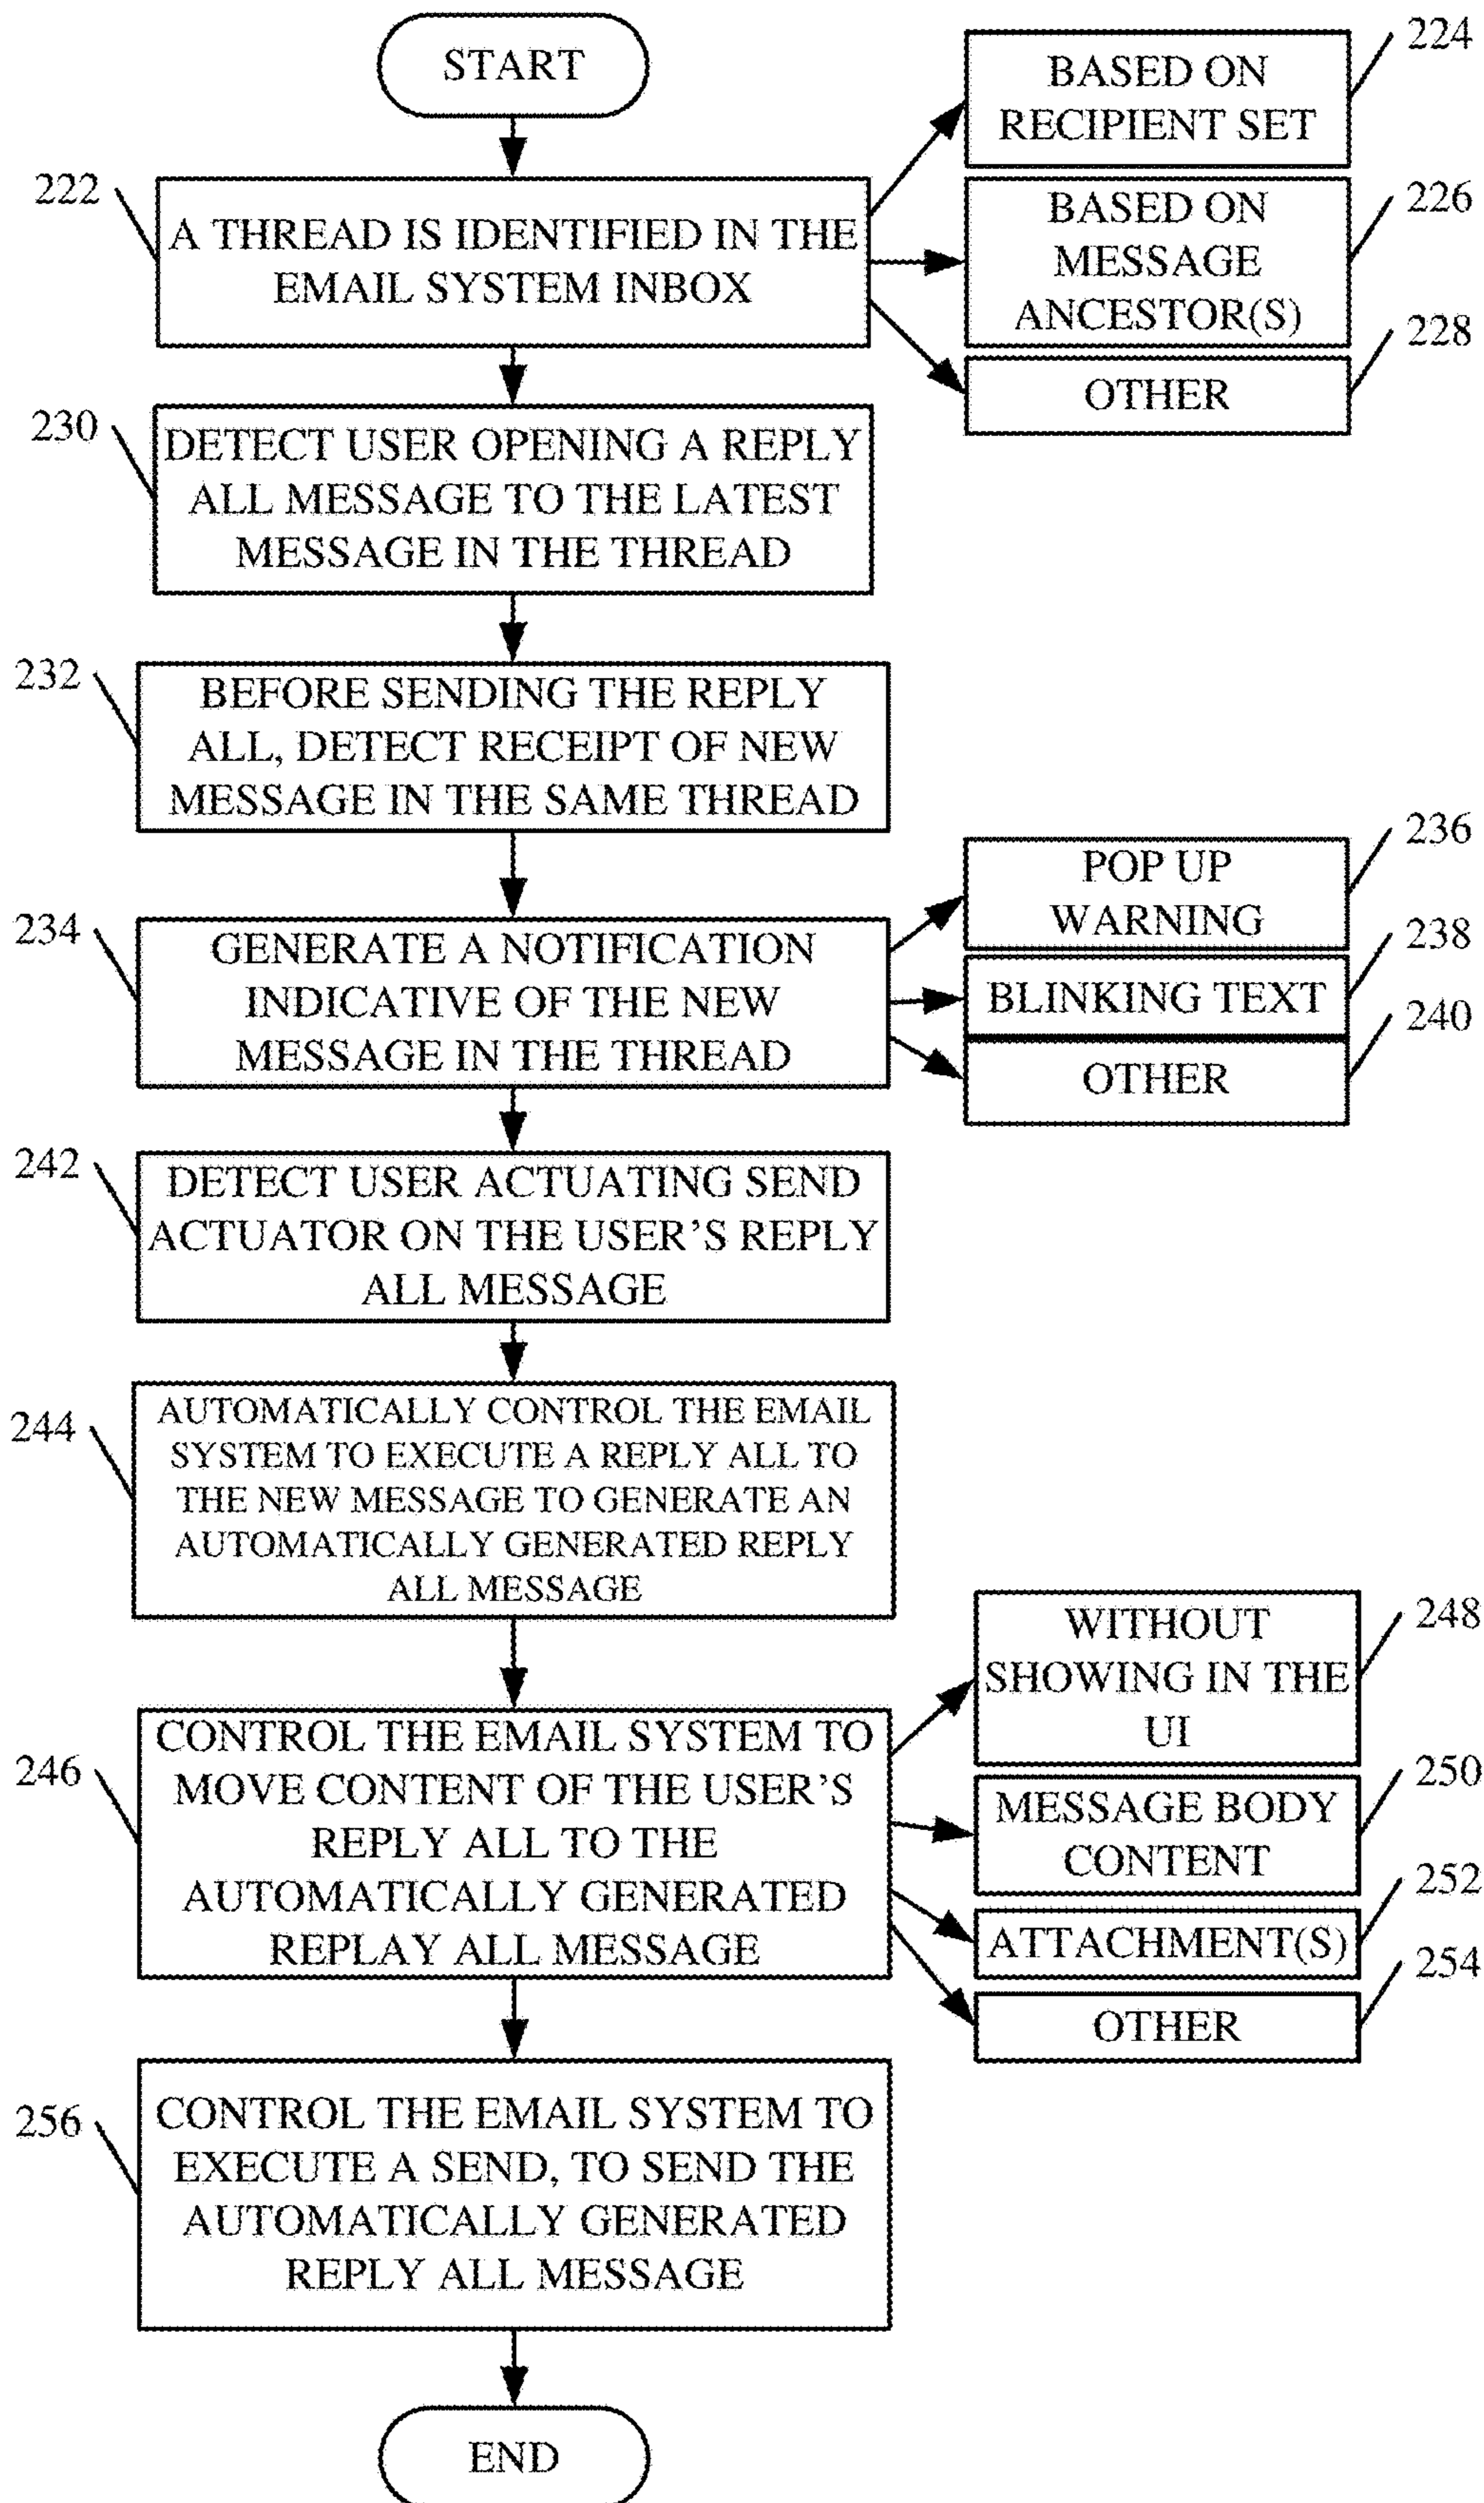 START
224
BASED ON
RECIPIENT SET
222
A THREAD IS IDENTIFIED IN THE
EMAIL SYSTEM INBOX
226
BASED ON
MESSAGE
ANCESTOR(S)
228
OTHER
230
DETECT USER OPENING A REPLY
ALL MESSAGE TO THE LATEST
MESSAGE IN THE THREAD
232
BEFORE SENDING THE REPLY
ALL, DETECT RECEIPT OF NEW
MESSAGE IN THE SAME THREAD
234
GENERATE A NOTIFICATION
INDICATIVE OF THE NEW
MESSAGE IN THE THREAD
236
POP UP
WARNING
238
BLINKING TEXT
240
OTHER
242
DETECT USER ACTUATING SEND
ACTUATOR ON THE USER'S REPLY
ALL MESSAGE
244
AUTOMATICALLY CONTROL THE EMAIL
SYSTEM TO EXECUTE A REPLY ALL TO
THE NEW MESSAGE TO GENERATE AN
AUTOMATICALLY GENERATED REPLY
ALL MESSAGE
246
CONTROL THE EMAIL SYSTEM TO
MOVE CONTENT OF THE USER'S
REPLY ALL TO THE
AUTOMATICALLY GENERATED
REPLAY ALL MESSAGE
248
WITHOUT
SHOWING IN THE
UI
250
MESSAGE BODY
CONTENT
252
ATTACHMENT(S)
254
OTHER
256
CONTROL THE EMAIL SYSTEM TO
EXECUTE A SEND, TO SEND THE
AUTOMATICALLY GENERATED
REPLY ALL MESSAGE
END